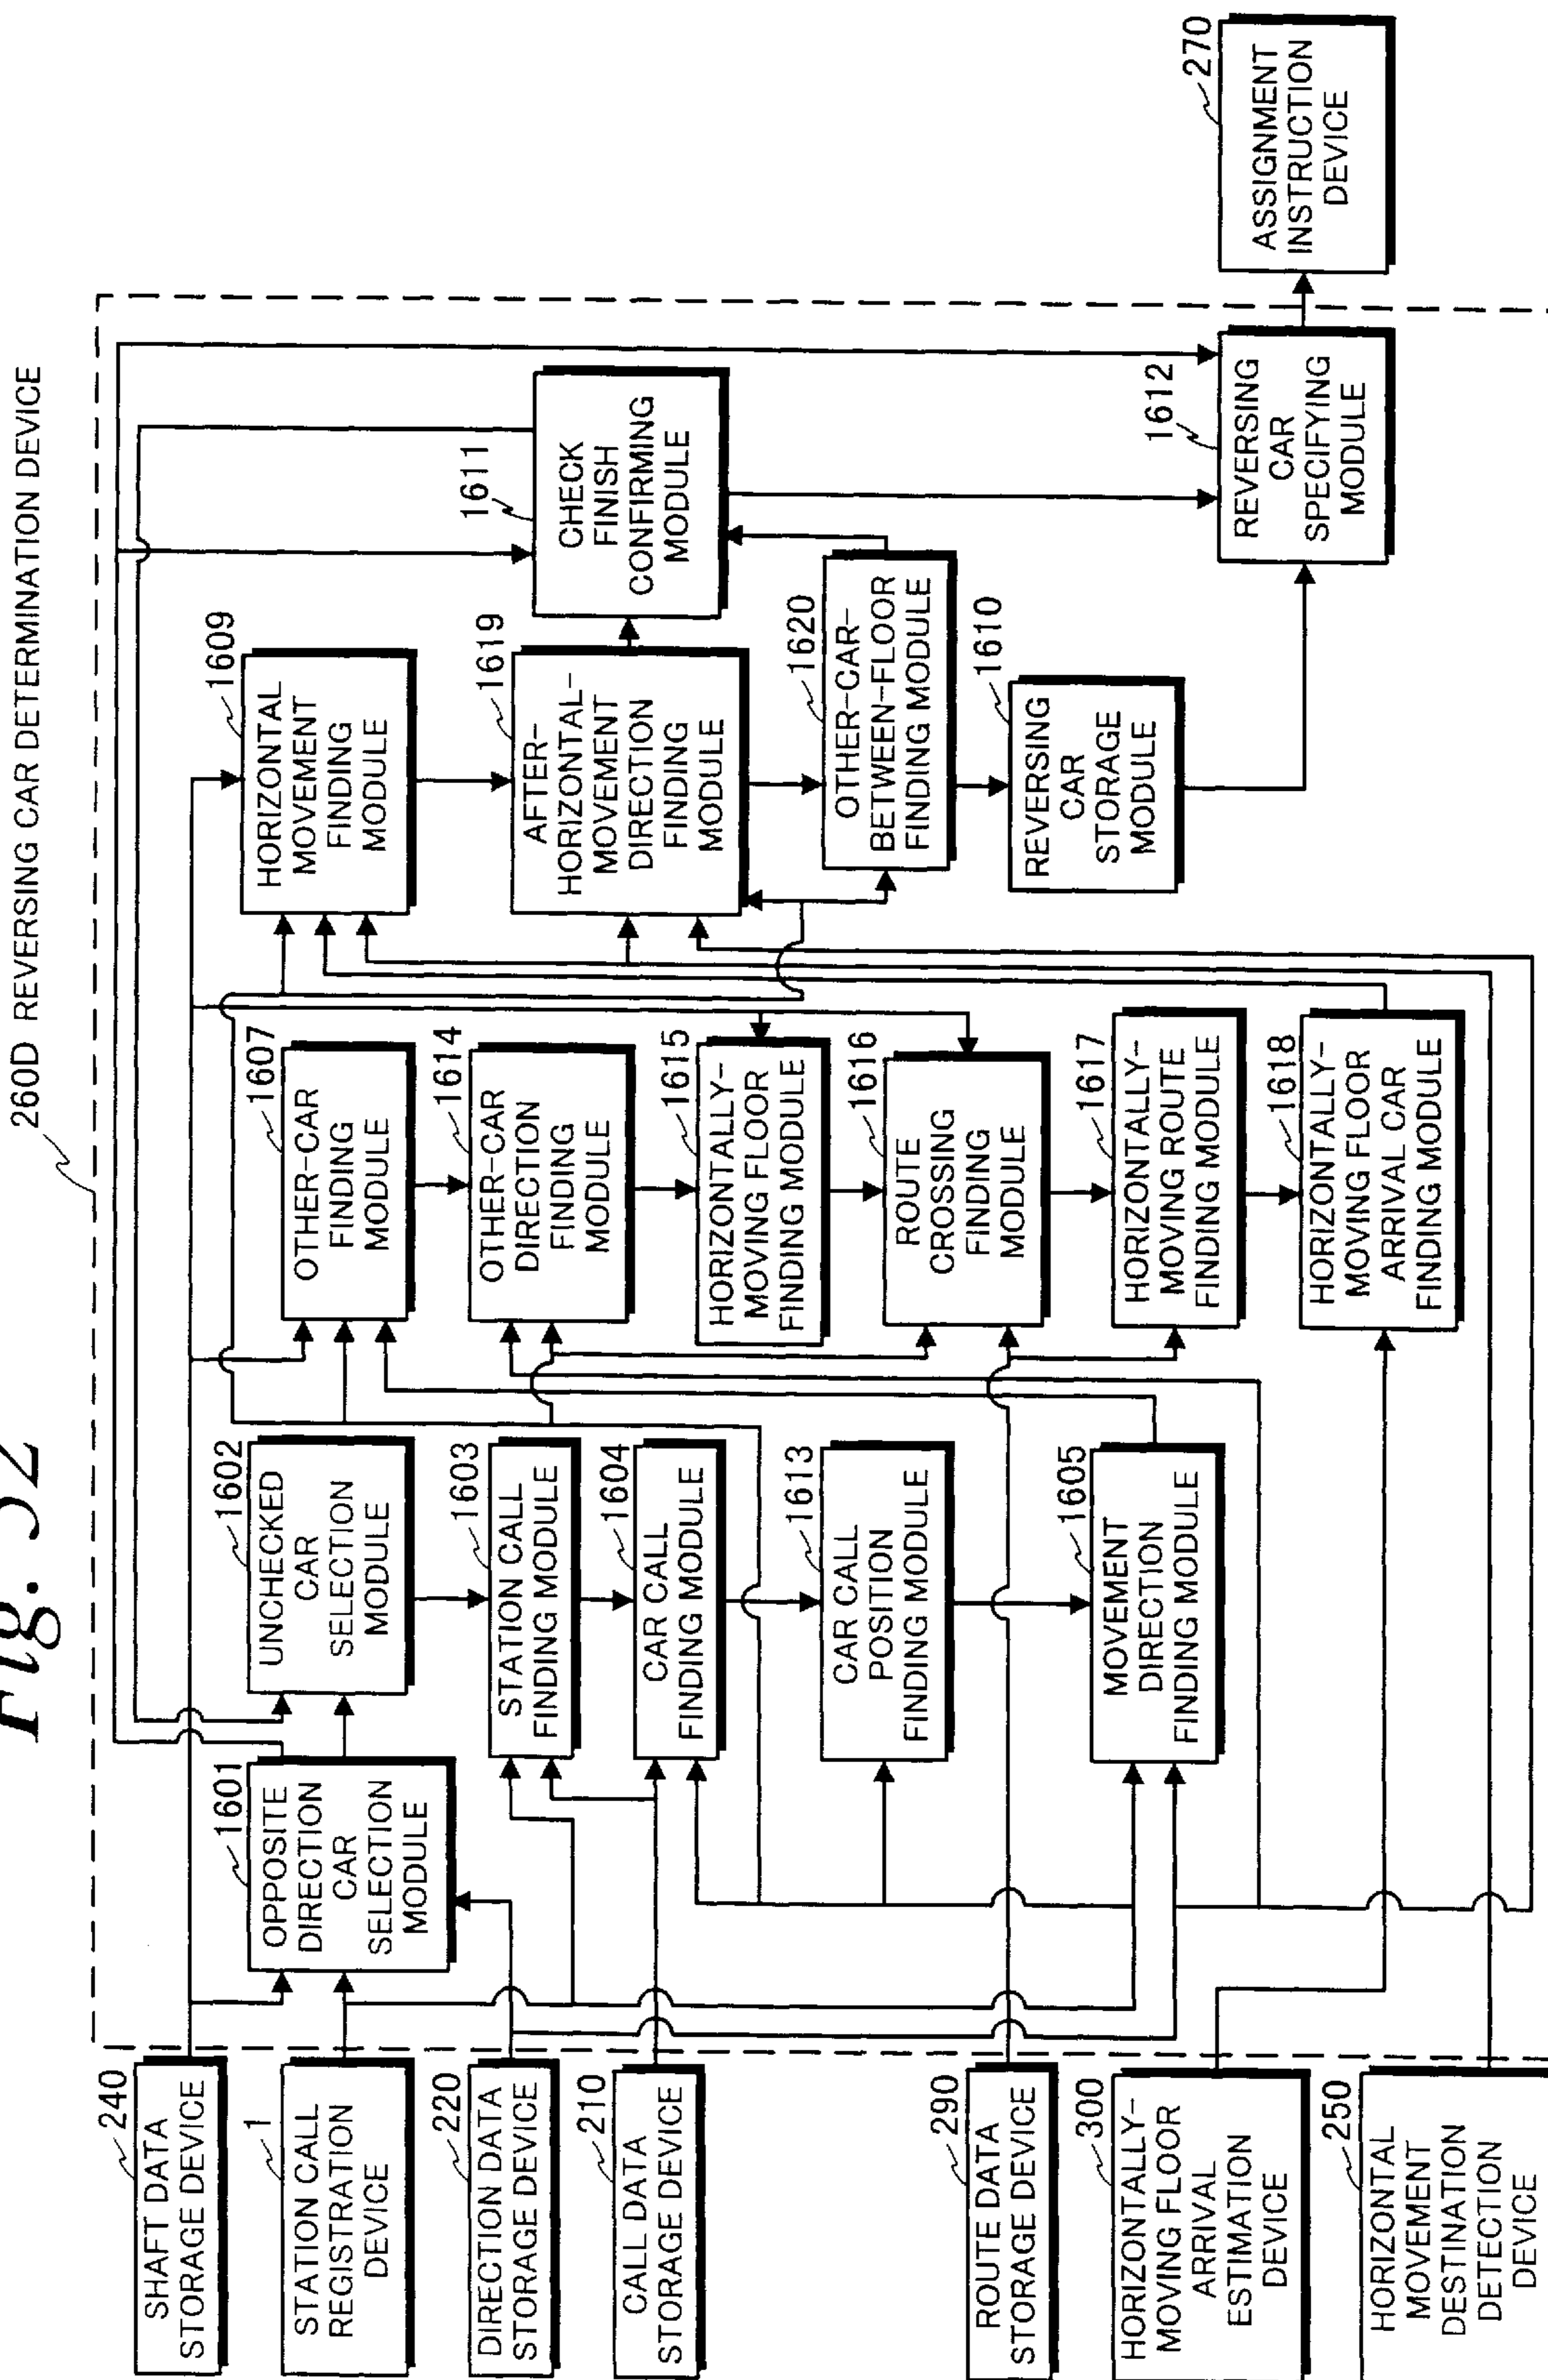 Fig. 32
260D REVERSING CAR DETERMINATION DEVICE
240
SHAFT DATA
STORAGE DEVICE
1
STATION CALL
REGISTRATION
DEVICE
220
DIRECTION DATA
STORAGE DEVICE
210
CALL DATA
STORAGE DEVICE
290
ROUTE DATA
STORAGE DEVICE
300
HORIZONTALLY-
MOVING FLOOR
ARRIVAL
ESTIMATION
DEVICE
250
HORIZONTAL
MOVEMENT
DESTINATION
DETECTION
DEVICE
1601
OPPOSITE
DIRECTION
CAR
SELECTION
MODULE
1602
UNCHECKED
CAR
SELECTION
MODULE
1603
STATION CALL
FINDING MODULE
1604
CAR CALL
FINDING MODULE
1613
CAR CALL
POSITION
FINDING MODULE
1605
MOVEMENT
DIRECTION
FINDING MODULE
1607
OTHER-CAR
FINDING
MODULE
1614
OTHER-CAR
DIRECTION
FINDING
MODULE
1615
HORIZONTALLY-
MOVING FLOOR
FINDING MODULE
1616
ROUTE
CROSSING
FINDING
MODULE
1617
HORIZONTALLY-
MOVING ROUTE
FINDING MODULE
1618
HORIZONTALLY-
MOVING FLOOR
ARRIVAL CAR
FINDING MODULE
1609
HORIZONTAL
MOVEMENT
FINDING
MODULE
1619
AFTER-
HORIZONTAL-
MOVEMENT
DIRECTION
FINDING
MODULE
1620
OTHER-CAR-
BETWEEN-FLOOR
FINDING MODULE
1610
REVERSING
CAR
STORAGE
MODULE
1611
CHECK
FINISH
CONFIRMING
MODULE
1612
REVERSING
CAR
SPECIFYING
MODULE
270
ASSIGNMENT
INSTRUCTION
DEVICE